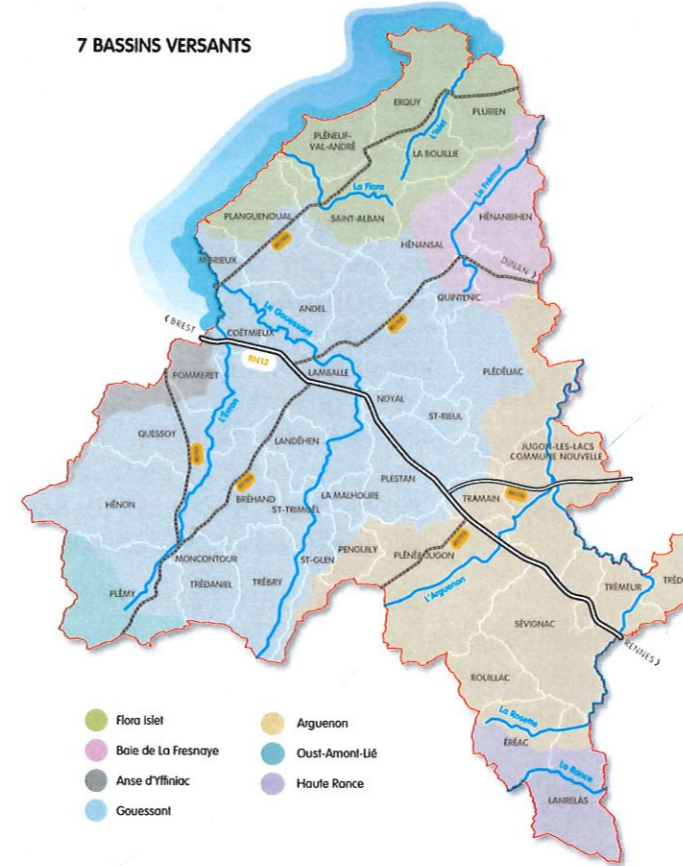 7 BASSINS VERSANTS
ERQUY
PLURIEN
PLÉNEUF-
VAL-ANDRÉ
L'Islet
LA BOUILLIE
La Flora
Le Frémur
PLANGUENOUAL
SAINT-ALBAN
HÉNANBIHEN
HÉNANSAL
MORIEUX
DINAN
QUINTENIC
ANDEL
Le Gouessant
BREST
COËTMIEUX
RN12
LAMBALLE
PLÉDÉLIAC
POMMERET
NOYAL
ST-RIEUL
L'Evron
QUESSOY
LANDÉHEN
JUGON-LES-LACS
COMMUNE NOUVELLE
PLESTAN
BRÉHAND
LA MALHOURE
TRAMAIN
HÉNON
ST-TRIMOËL
PENGUILY
PLÉNÉE-JUGON
MONCONTOUR
ST-GLEN
TRÉDANIEL
TRÉBRY
PLÉMY
L'Arguenon
TRÉMEUR
TRÉD
SÉVIGNAC
RENNES
ROUILLAC
La Rosette
ÉRÉAC
La Rance
LANRELAS
Flora Islet
Baie de La Fresnaye
Anse d'Yffiniac
Gouessant
Arguenon
Oust-Amont-Lié
Haute Rance